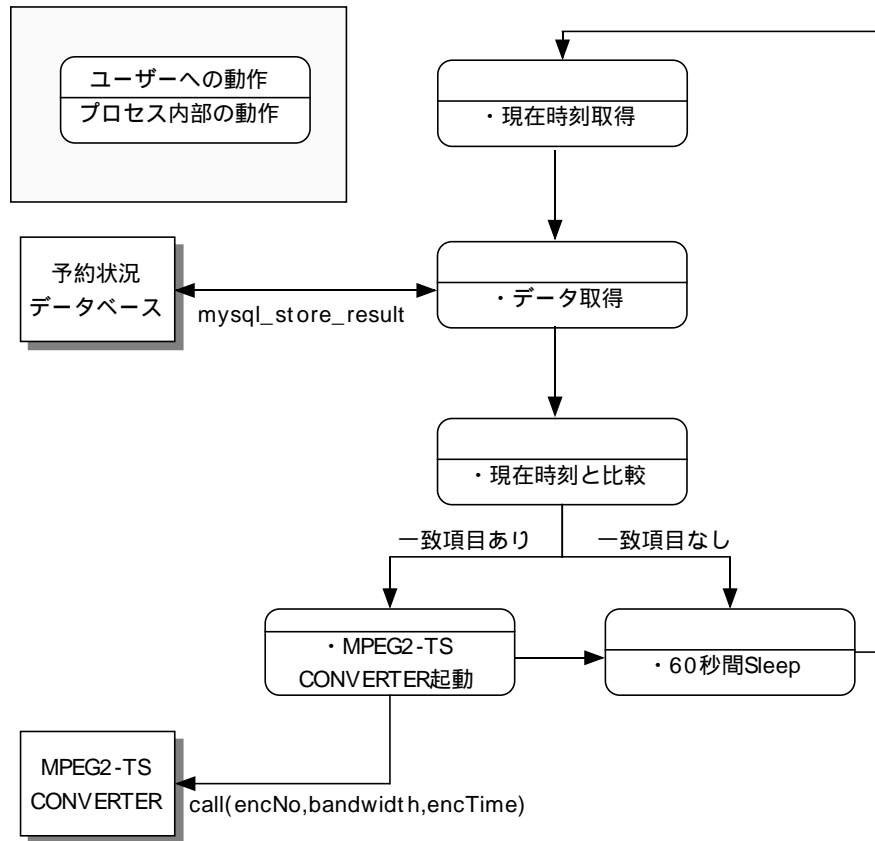 ユーザーへの動作
プロセス内部の動作
・現在時刻取得
予約状況
データベース
mysql_store_result
・データ取得
・現在時刻と比較
一致項目あり
一致項目なし
・MPEG2-TS
CONVERTER起動
・60秒間Sleep
MPEG2-TS
CONVERTER
call(encNo,bandwidth,encTime)